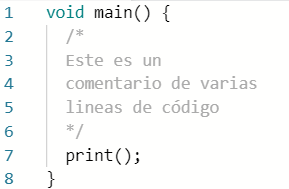 1 void main() {
2 /*
3 Este es un
4 comentario de varias
5 lineas de código
6 */
7 print();
8 }